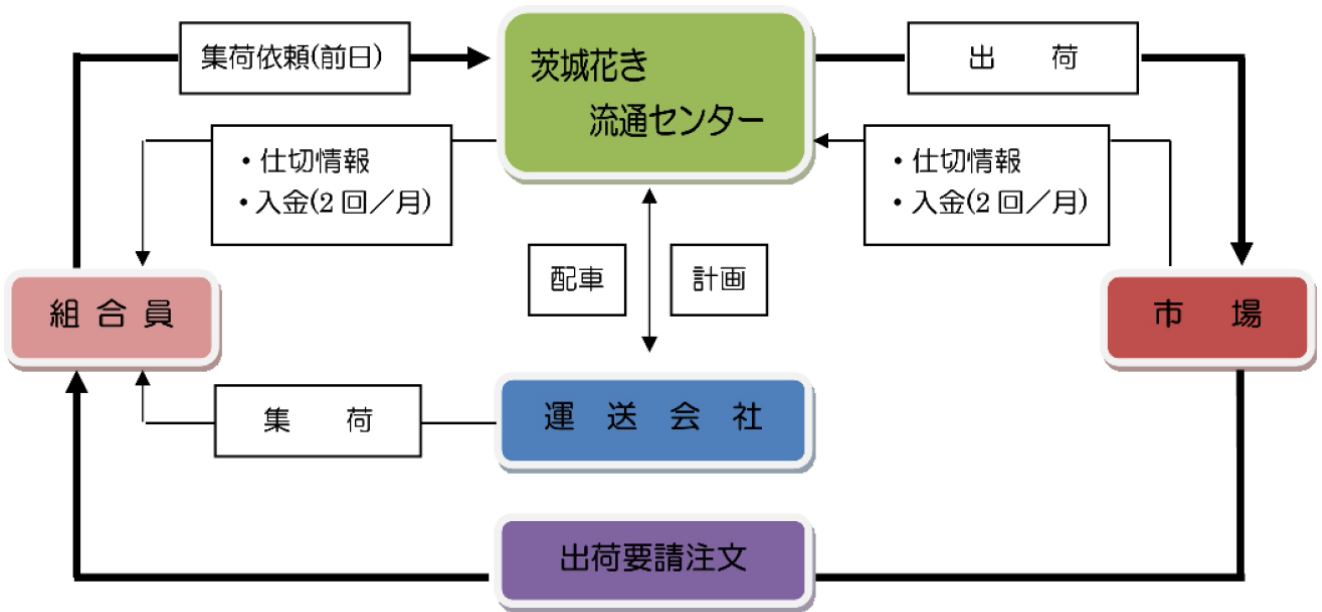 集荷依頼(前日)
茨城花き
流通センター
出　　荷
・仕切情報
・入金(2回／月)
・仕切情報
・入金(2回／月)
配車
計画
組 合 員
市　　場
集　　荷
運 送 会 社
出荷要請注文